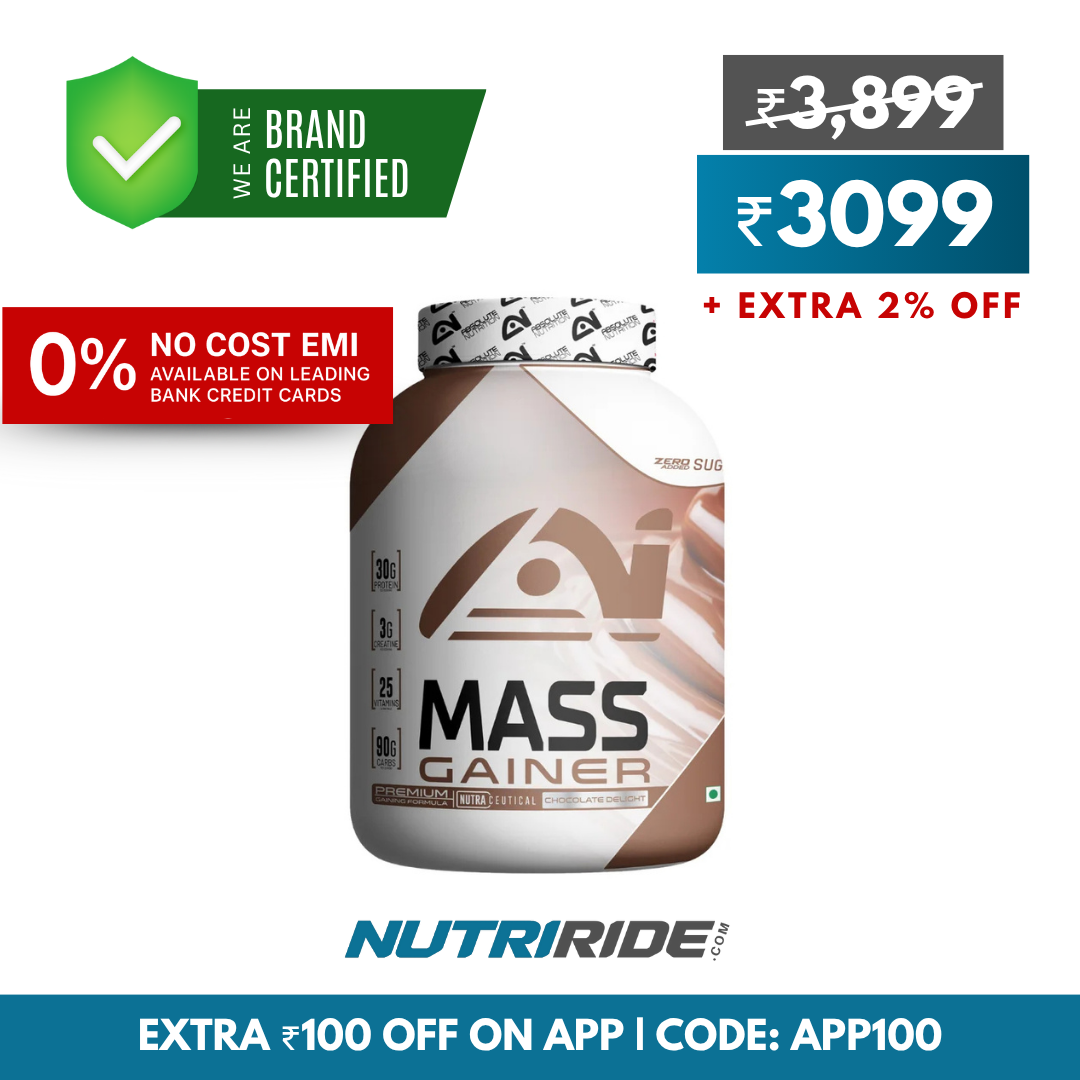 WE ARE
BRAND
CERTIFIED
₹3,899
₹3099
+ EXTRA 2% OFF
0%
NO COST EMI
AVAILABLE ON LEADING
BANK CREDIT CARDS
ABSOLUTE
NUTRITION
ZERO
ADDED
SUG
30G
PROTEIN
3G
CREATINE
25
VITAMINS
90G
CARBS
MASS
GAINER
PREMIUM
GAINING FORMULA
NUTRACEUTICAL
CHOCOLATE DELIGHT
NUTRIRIDE.COM
EXTRA ₹100 OFF ON APP | CODE: APP100